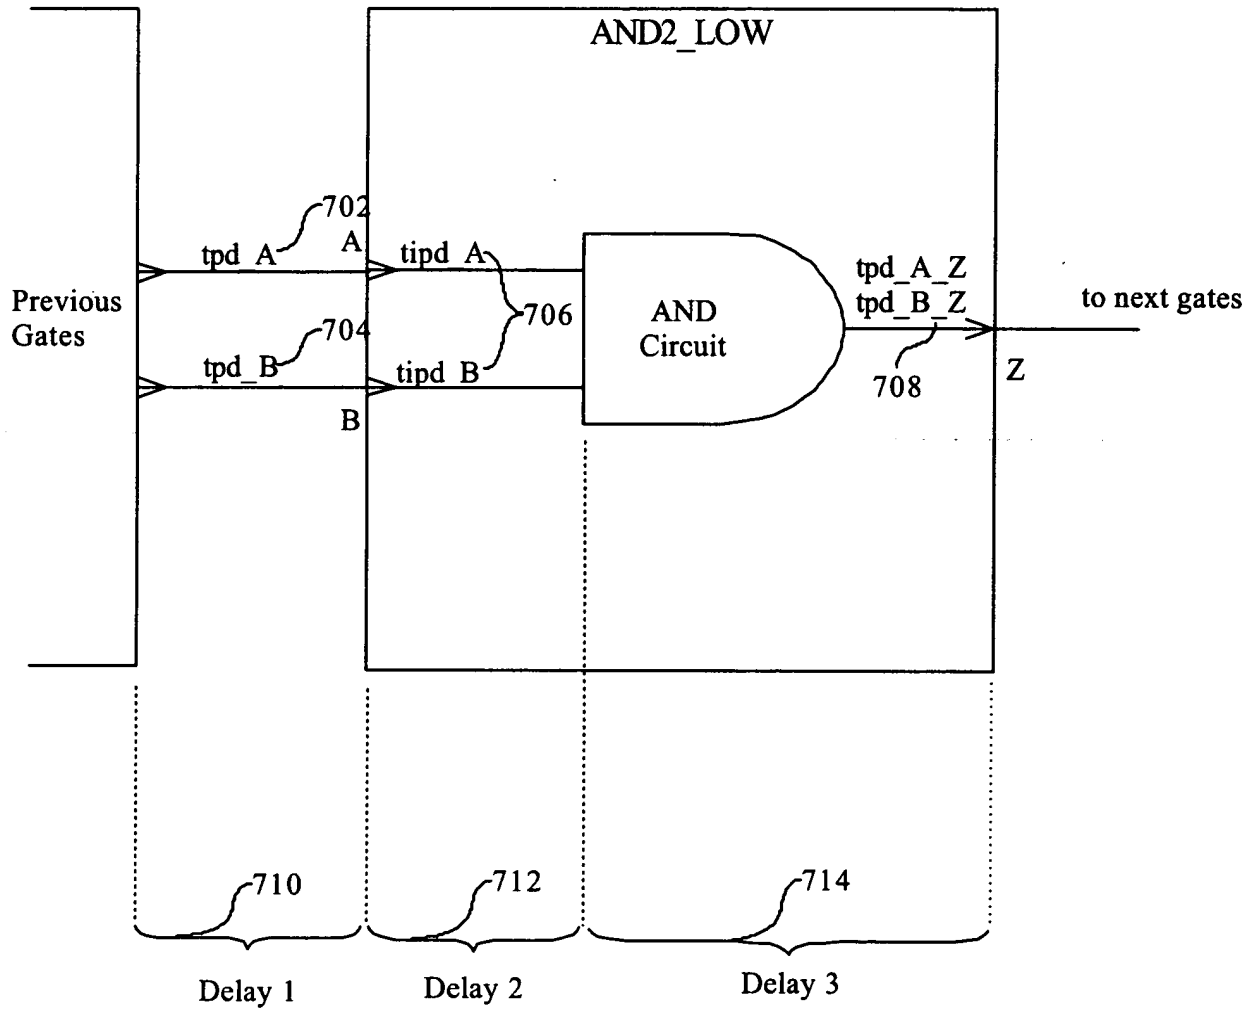 AND2_LOW
702
tpd_A
A
tipd_A
tpd_A_Z
tpd_B_Z
to next gates
Previous
Gates
704
706
AND
Circuit
708
Z
tpd_B
tipd_B
B
710
712
714
Delay 1
Delay 2
Delay 3